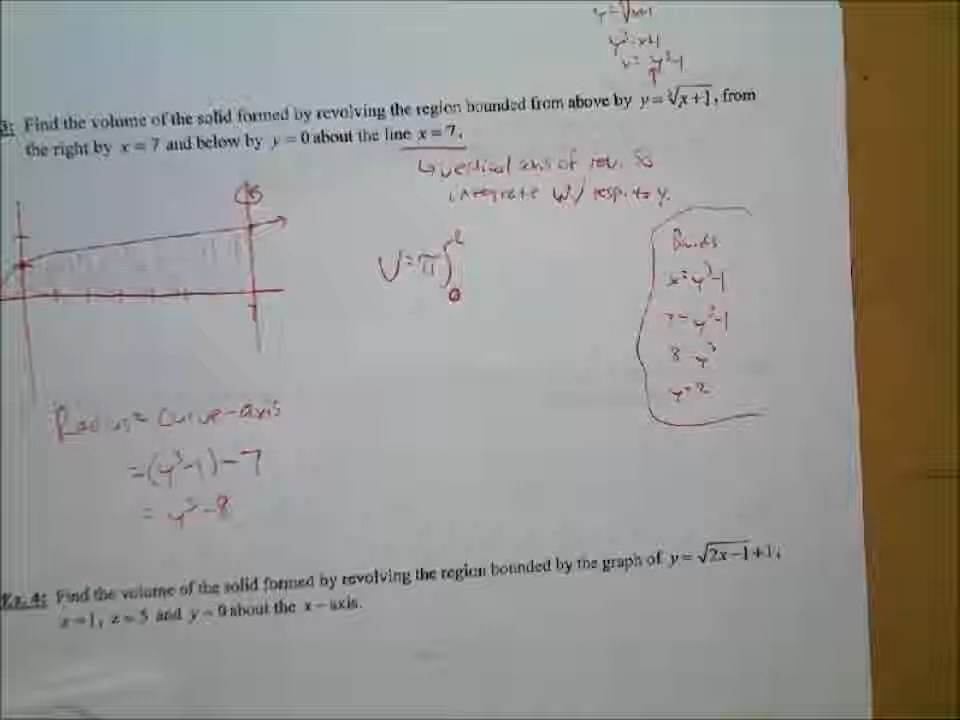 y = ∛x+1
y³ = x+1
x = y³-1
3: Find the volume of the solid formed by revolving the region bounded from above by y = ∛x+1, from
the right by x = 7 and below by y = 0 about the line x = 7.
↳ vertical axis of rev. So
integrate w/ resp. to y.
V = π∫
2
0
7
Bounds
x = y³-1
7 = y³-1
8 = y³
y = 2
Radius = curve - axis
= (y³-1) - 7
= y³ - 8
Ex. 4: Find the volume of the solid formed by revolving the region bounded by the graph of y = √2x-1 + 1,
x = 1, x = 5 and y = 0 about the x - axis.